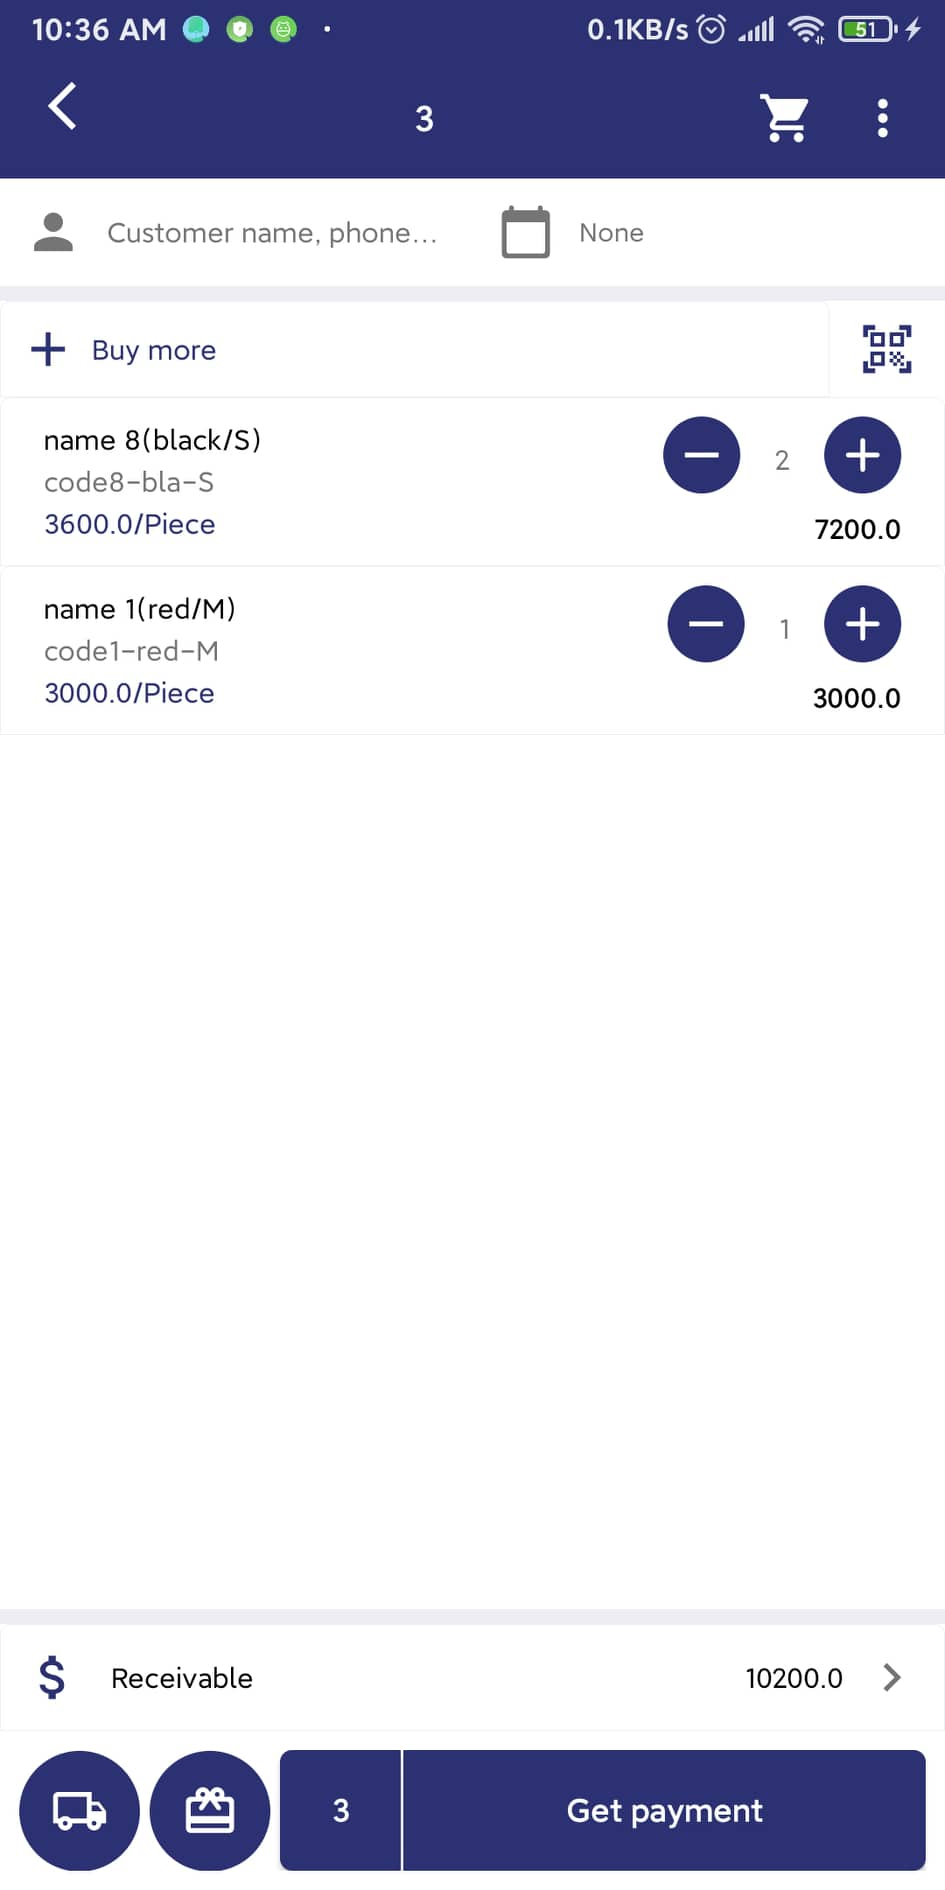 10:36 AM 0.1KB/s 51
3
Customer name, phone... None
Buy more
name 8(black/S)
2
code8-bla-S
3600.0/Piece
7200.0
name 1(red/M)
1
code1-red-M
3000.0/Piece
3000.0
$ Receivable 10200.0
3 Get payment